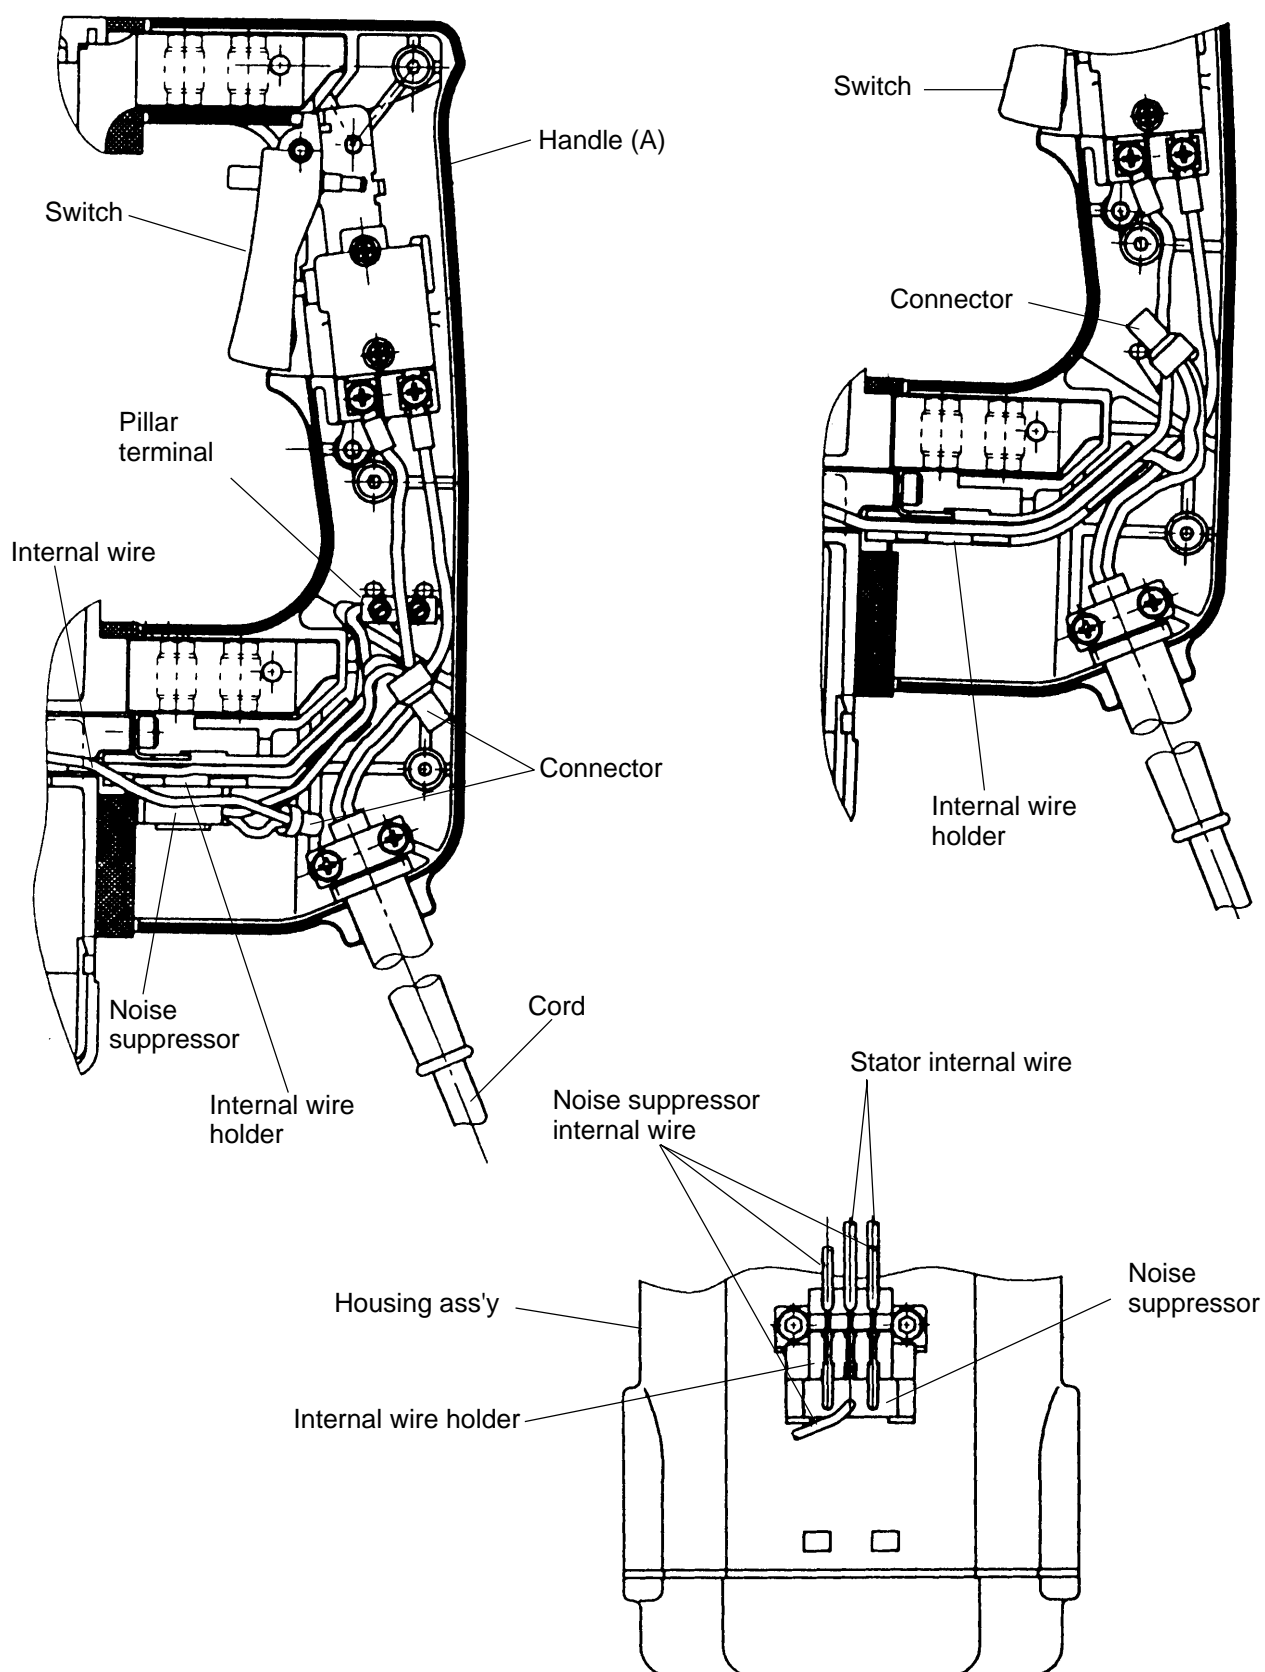 Switch
Handle (A)
Switch
Connector
Pillar
terminal
Internal wire
Connector
Internal wire
holder
Noise
suppressor
Cord
Internal wire
holder
Stator internal wire
Noise suppressor
internal wire
Noise
suppressor
Housing ass'y
Internal wire holder